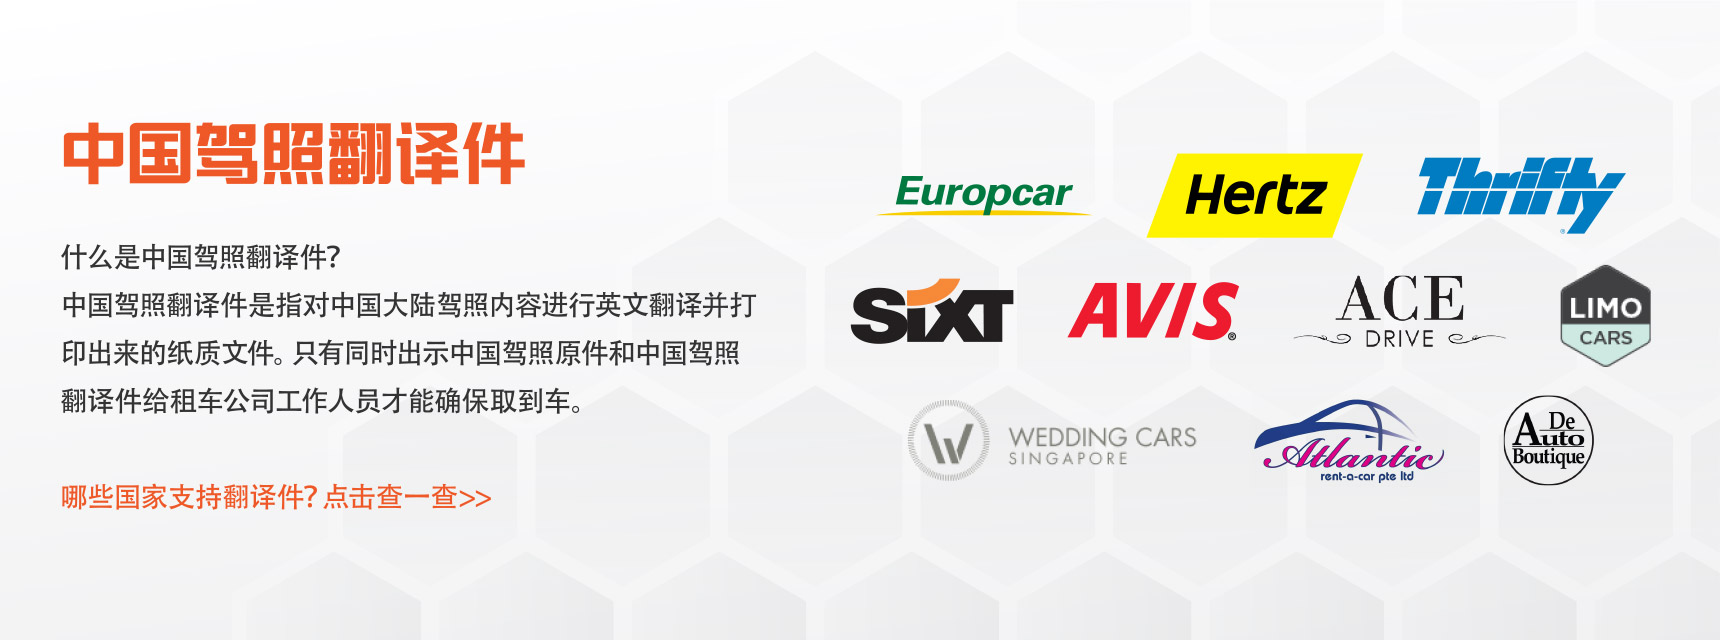 中国驾照翻译件
什么是中国驾照翻译件?
中国驾照翻译件是指对中国大陆驾照内容进行英文翻译并打
印出来的纸质文件。只有同时出示中国驾照原件和中国驾照
翻译件给租车公司工作人员才能确保取到车。
哪些国家支持翻译件? 点击查一查>>
Europcar
Hertz
Thrifty
®
SiXT
AVIS®
ACE
DRIVE
LIMO
CARS
W
WEDDING CARS
SINGAPORE
Atlantic
rent-a-car pte ltd
De
Auto
Boutique